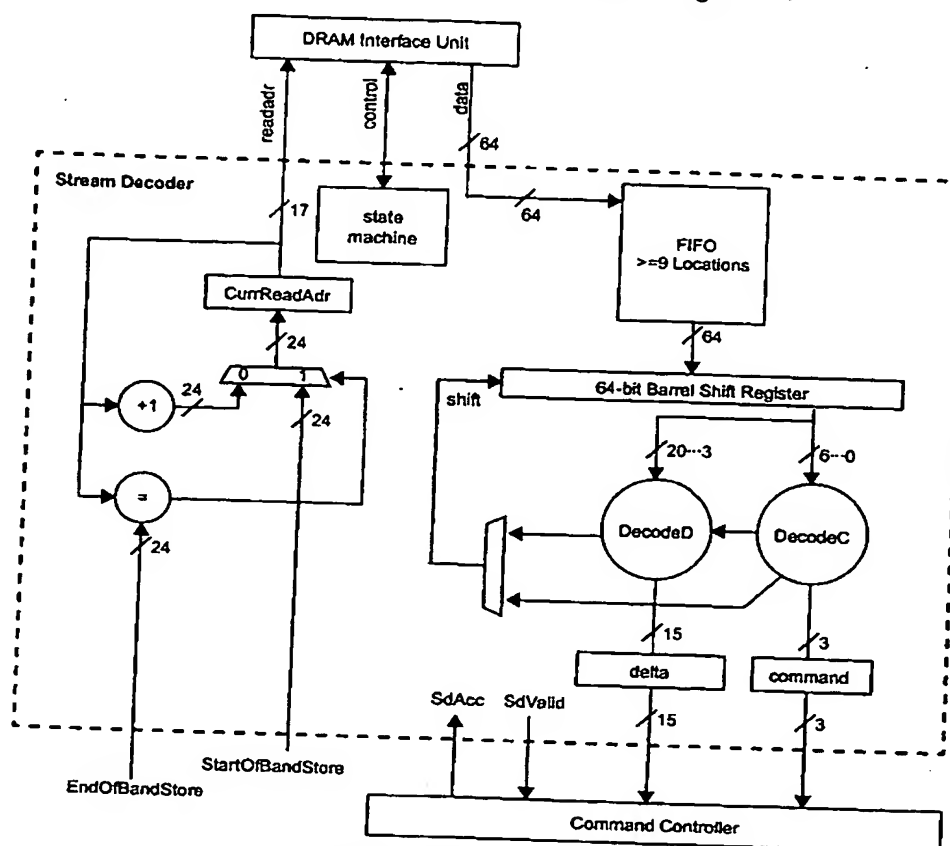 DRAM Interface Unit
readadr
control
data
64
Stream Decoder
17
state
machine
64
FIFO
>=9 Locations
CurrReadAdr
64
24
0 1
64-bit Barrel Shift Register
shift
24
+1
24
20---3
6---0
=
DecodeD
DecodeC
24
15
3
delta
command
SdAcc
SdValid
15
3
StartOfBandStore
EndOfBandStore
Command Controller